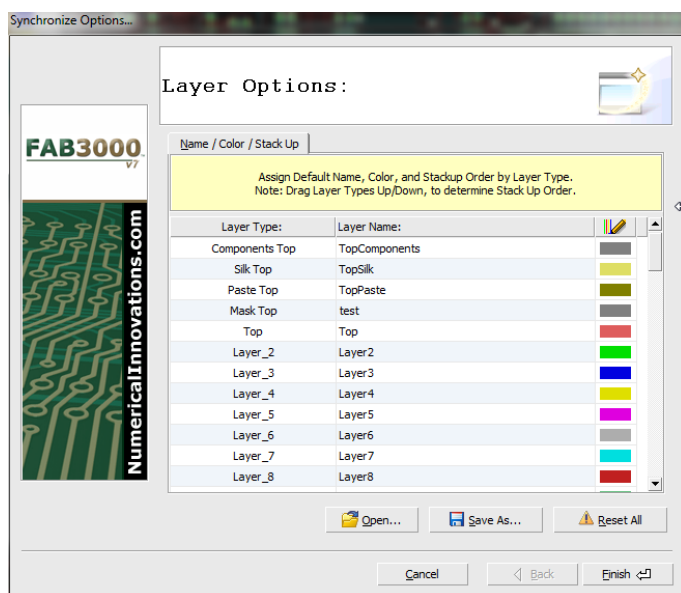 Synchronize Options...
Layer Options:
FAB3000
V7
NumericalInnovations.com
Name / Color / Stack Up
Assign Default Name, Color, and Stackup Order by Layer Type.
Note: Drag Layer Types Up/Down, to determine Stack Up Order.
Layer Type: Layer Name:
Components Top TopComponents
Silk Top TopSilk
Paste Top TopPaste
Mask Top test
Top Top
Layer_2 Layer2
Layer_3 Layer3
Layer_4 Layer4
Layer_5 Layer5
Layer_6 Layer6
Layer_7 Layer7
Layer_8 Layer8
Open... Save As... Reset All
Cancel Back Finish